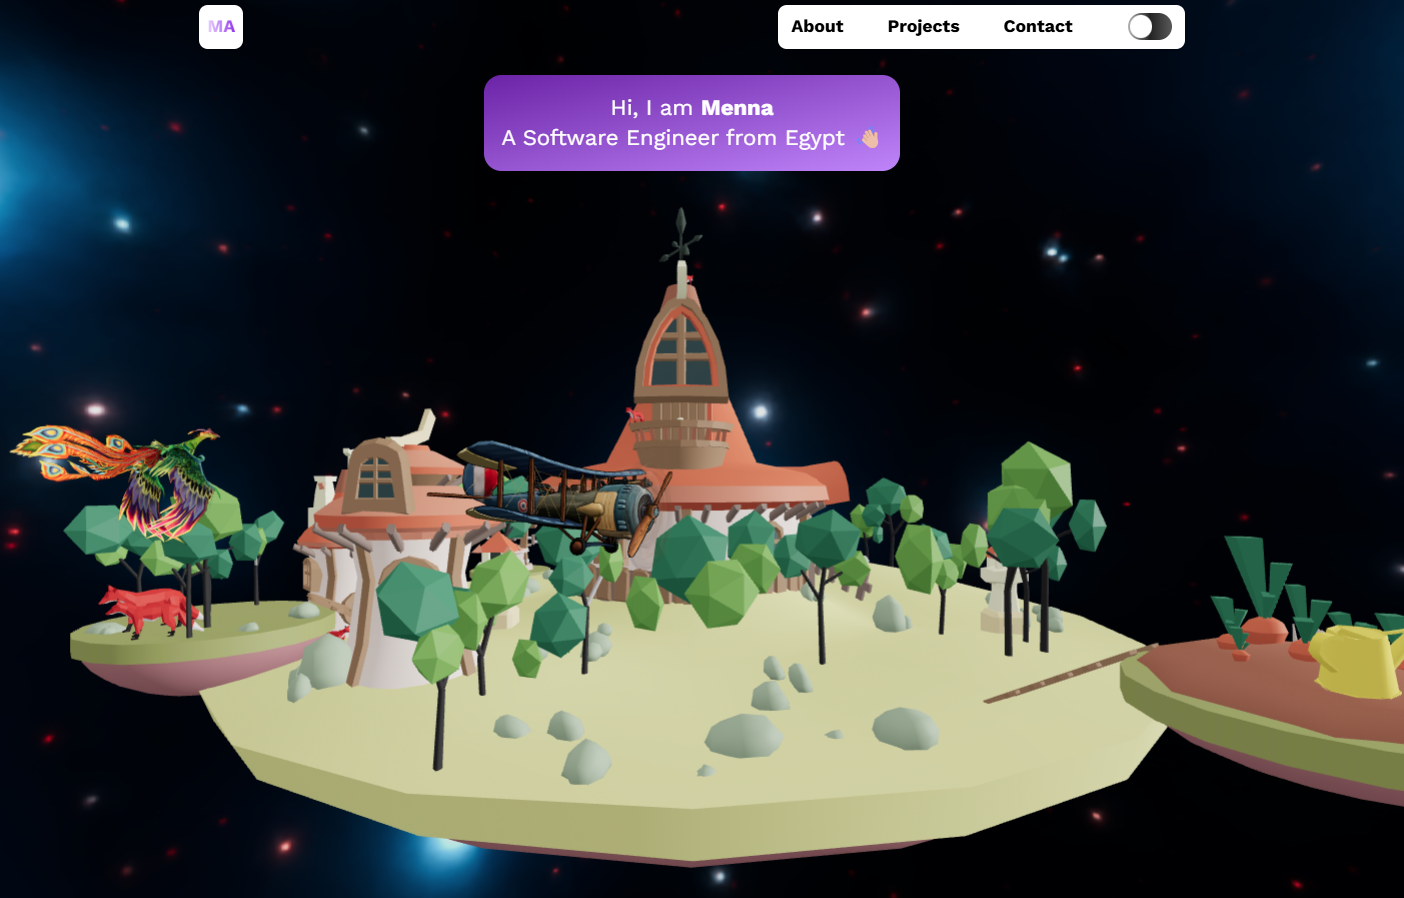 MA
About
Projects
Contact
Hi, I am Menna
A Software Engineer from Egypt 👋🏼